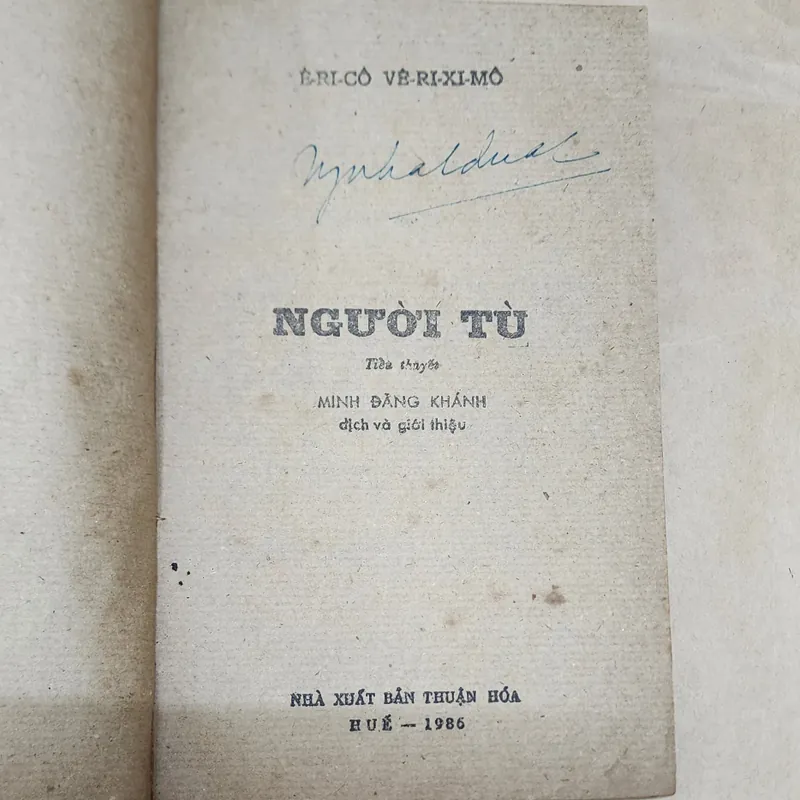 Ê-RI-CÔ VÊ-RI-XI-MÔ
NGƯỜI TÙ
Tiểu thuyết
MINH ĐĂNG KHÁNH
dịch và giới thiệu
NHÀ XUẤT BẢN THUẬN HÓA
HUẾ — 1986